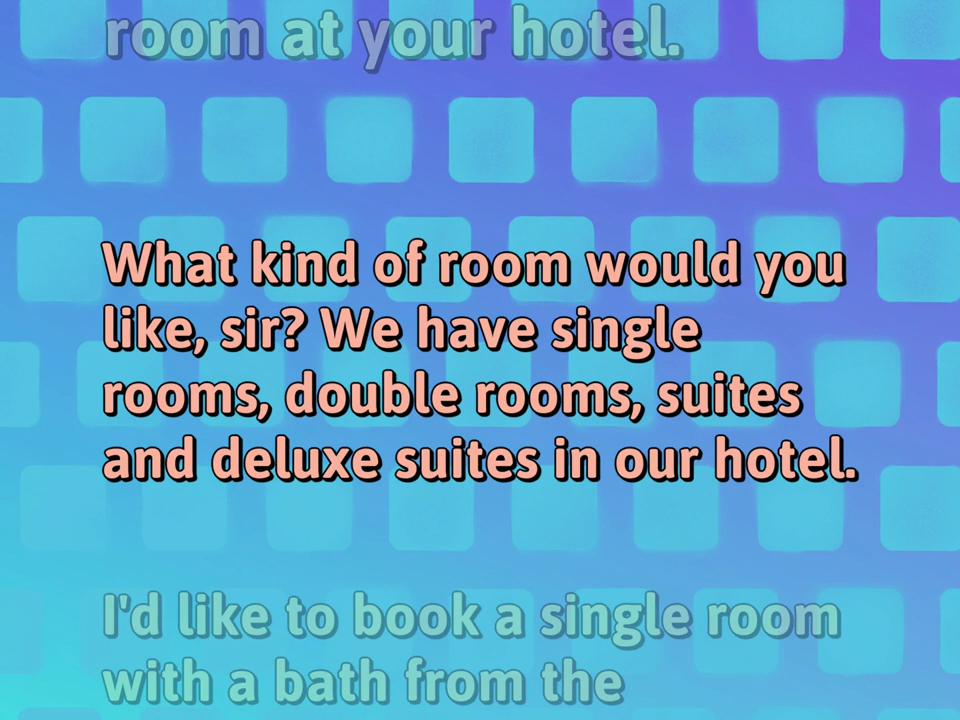 room at your hotel.
What kind of room would you
like, sir? We have single
rooms, double rooms, suites
and deluxe suites in our hotel.
I'd like to book a single room
with a bath from the